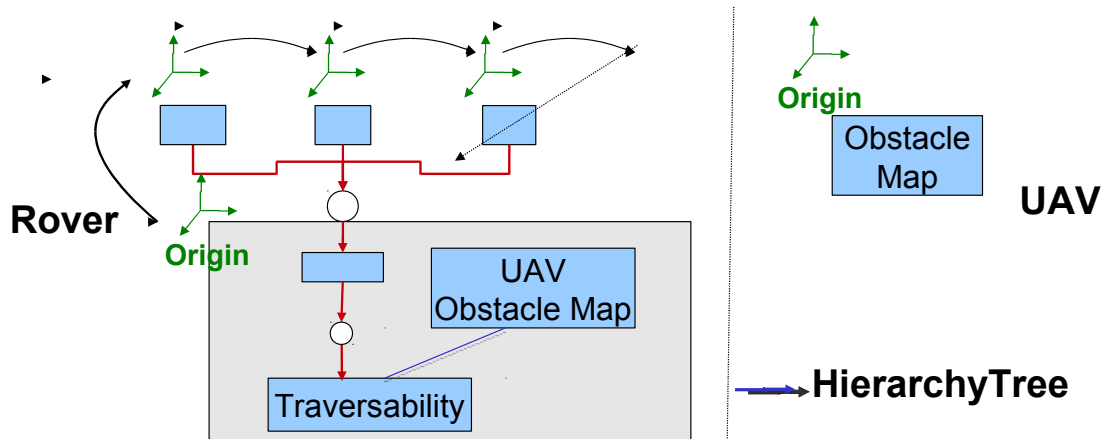 Origin
Obstacle
Map
Rover
UAV
Origin
UAV
Obstacle Map
HierarchyTree
Traversability